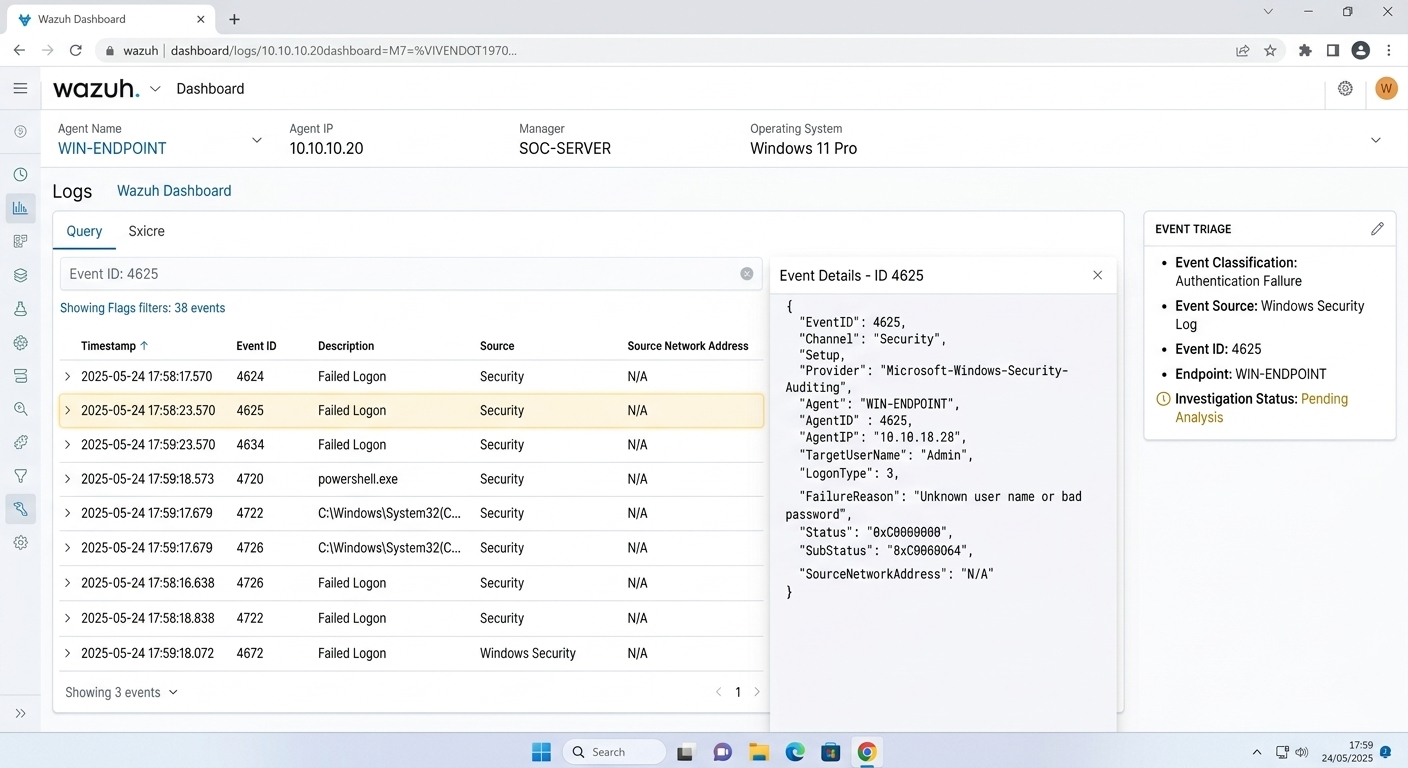 Wazuh Dashboard
wazuh | dashboard/logs/10.10.10.20dashboard=M7=%VIVENDOT1970...
wazuh. Dashboard
W
Agent Name
WIN-ENDPOINT
Agent IP
10.10.10.20
Manager
SOC-SERVER
Operating System
Windows 11 Pro
Logs Wazuh Dashboard
Query Sxicre
Event ID: 4625
Showing Flags filters: 38 events
Timestamp ↑ Event ID Description Source Source Network Address
2025-05-24 17:58:17.570 4624 Failed Logon Security N/A
2025-05-24 17:58:23.570 4625 Failed Logon Security N/A
2025-05-24 17:59:23.570 4634 Failed Logon Security N/A
2025-05-24 17:59:18.573 4720 powershell.exe Security N/A
2025-05-24 17:59:17.679 4722 C:\Windows\System32(C... Security N/A
2025-05-24 17:59:17.679 4726 C:\Windows\System32(C... Security N/A
2025-05-24 17:58:16.638 4726 Failed Logon Security N/A
2025-05-24 17:58:18.838 4722 Failed Logon Security N/A
2025-05-24 17:59:18.072 4672 Failed Logon Windows Security N/A
Showing 3 events
1
Event Details - ID 4625
{
"EventID": 4625,
"Channel": "Security",
"Setup,
"Provider": "Microsoft-Windows-Security-
Auditing",
"Agent": "WIN-ENDPOINT",
"AgentID" : 4625,
"AgentIP": "10.10.18.28",
"TargetUserName": "Admin",
"LogonType": 3,
"FailureReason": "Unknown user name or bad
password",
"Status": "0xC0000000",
"SubStatus": "8xC0060064",
"SourceNetworkAddress": "N/A"
}
EVENT TRIAGE
• Event Classification:
Authentication Failure
• Event Source: Windows Security
Log
• Event ID: 4625
• Endpoint: WIN-ENDPOINT
Investigation Status: Pending
Analysis
Search
17:59
24/05/2025